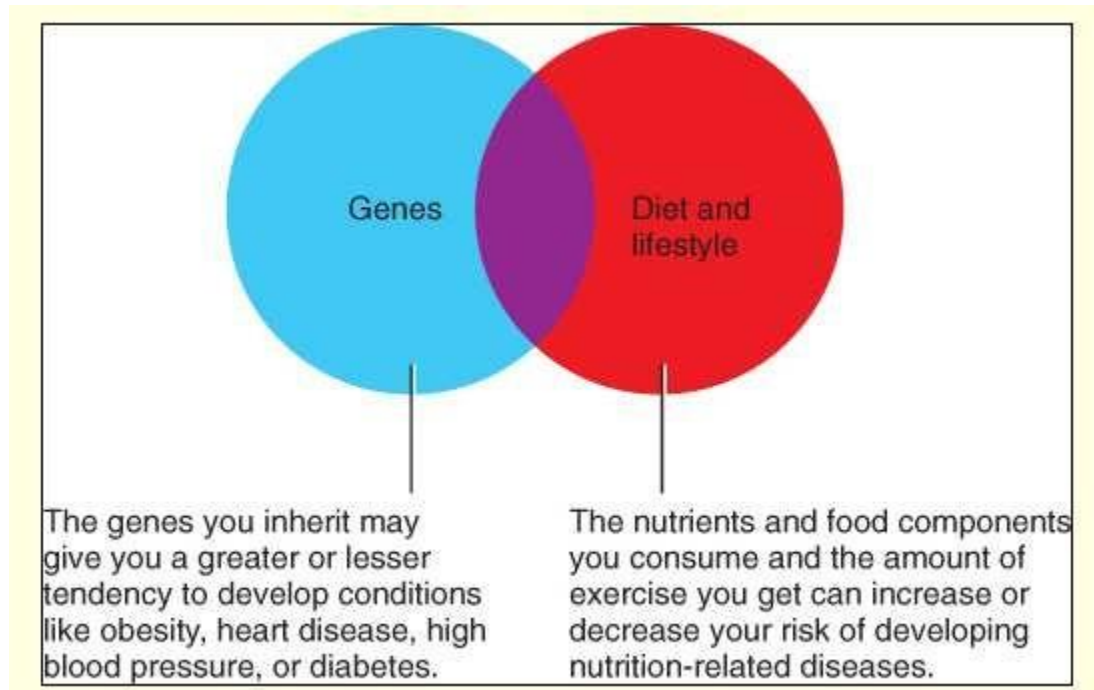 Genes
Diet and
lifestyle
The genes you inherit may
give you a greater or lesser
tendency to develop conditions
like obesity, heart disease, high
blood pressure, or diabetes.
The nutrients and food components
you consume and the amount of
exercise you get can increase or
decrease your risk of developing
nutrition-related diseases.